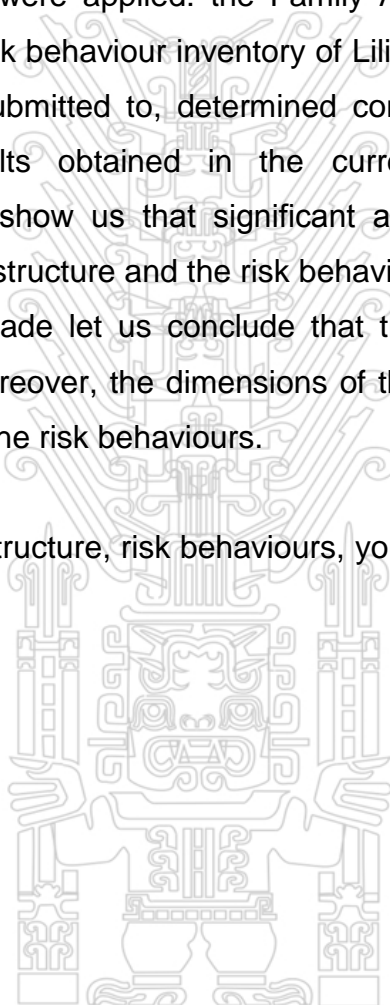 were applied: the Family
k behaviour inventory of Lili
ubmitted to, determined co
lts obtained in the curr
show us that significant a
structure and the risk behavi
ade let us conclude that t
reover, the dimensions of t
he risk behaviours.
tructure, risk behaviours, yo